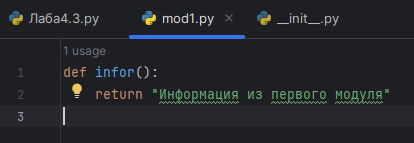 Лаба4.3.py mod1.py × __init__.py
1 usage
1 def infor():
2 return "Информация из первого модуля"
3